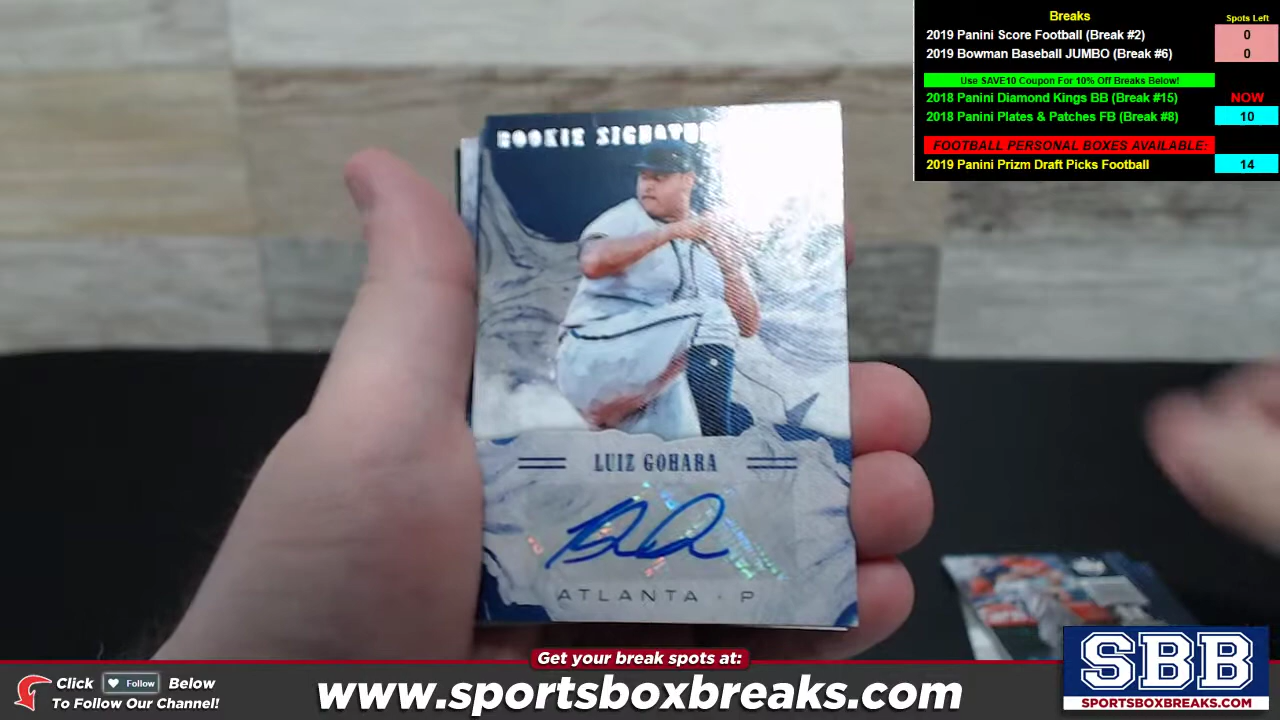 Breaks Spots Left
2019 Panini Score Football (Break #2) 0
2019 Bowman Baseball JUMBO (Break #6) 0
Use SAVE10 Coupon For 10% Off Breaks Below!
2018 Panini Diamond Kings BB (Break #15) NOW
2018 Panini Plates & Patches FB (Break #8) 10
FOOTBALL PERSONAL BOXES AVAILABLE:
2019 Panini Prizm Draft Picks Football 14
ROOKIE SIGNATU
LUIZ GOHARA
ATLANTA · P
Get your break spots at:
Click Follow Below
To Follow Our Channel!
www.sportsboxbreaks.com
SBB
SPORTSBOXBREAKS.COM